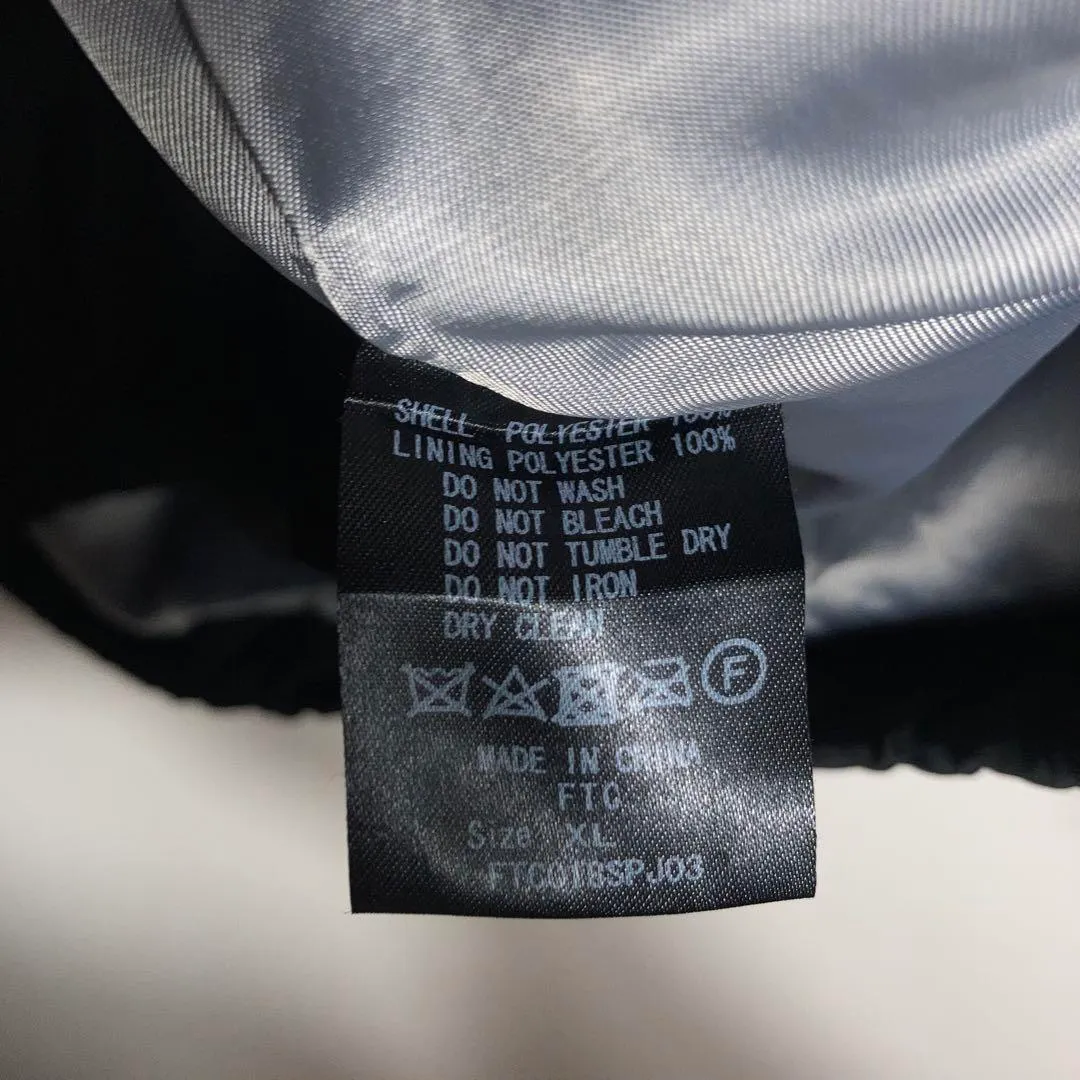 SHELL POLYESTER 100%
LINING POLYESTER 100%
DO NOT WASH
DO NOT BLEACH
DO NOT TUMBLE DRY
DO NOT IRON
DRY CLEAN
F
MADE IN CHINA
FTC
Size XL
FTC018SPJ03